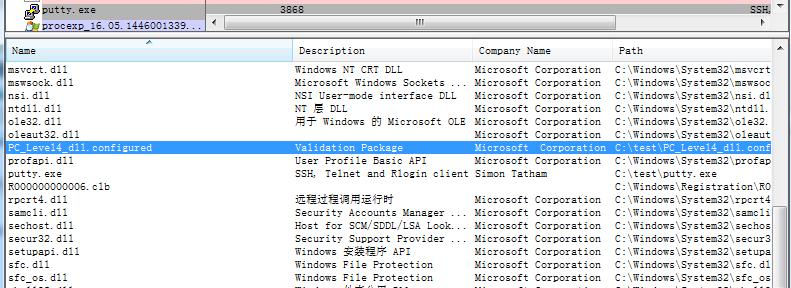 putty.exe 3868 SSH,
procexp_16.05.1446001339...
Name Description Company Name Path
msvcrt.dll Windows NT CRT DLL Microsoft Corporation C:\Windows\System32\msvcrt
mswsock.dll Microsoft Windows Sockets ... Microsoft Corporation C:\Windows\System32\mswsoc
nsi.dll NSI User-mode interface DLL Microsoft Corporation C:\Windows\System32\nsi.dl
ntdll.dll NT 层 DLL Microsoft Corporation C:\Windows\System32\ntdll.
ole32.dll 用于 Windows 的 Microsoft OLE Microsoft Corporation C:\Windows\System32\ole32.
oleaut32.dll Microsoft Corporation C:\Windows\System32\oleaut
PC_Level4_dll.configured Validation Package Microsoft Corporation C:\test\PC_Level4_dll.conf
profapi.dll User Profile Basic API Microsoft Corporation C:\Windows\System32\profap
putty.exe SSH, Telnet and Rlogin client Simon Tatham C:\test\putty.exe
R000000000006.clb C:\Windows\Registration\R0
rpcrt4.dll 远程过程调用运行时 Microsoft Corporation C:\Windows\System32\rpcrt4
samcli.dll Security Accounts Manager ... Microsoft Corporation C:\Windows\System32\samcli
sechost.dll Host for SCM/SDDL/LSA Look... Microsoft Corporation C:\Windows\System32\sechos
secur32.dll Security Support Provider ... Microsoft Corporation C:\Windows\System32\secur3
setupapi.dll Windows 安装程序 API Microsoft Corporation C:\Windows\System32\setupa
sfc.dll Windows File Protection Microsoft Corporation C:\Windows\System32\sfc.dl
sfc_os.dll Windows File Protection Microsoft Corporation C:\Windows\System32\sfc_os